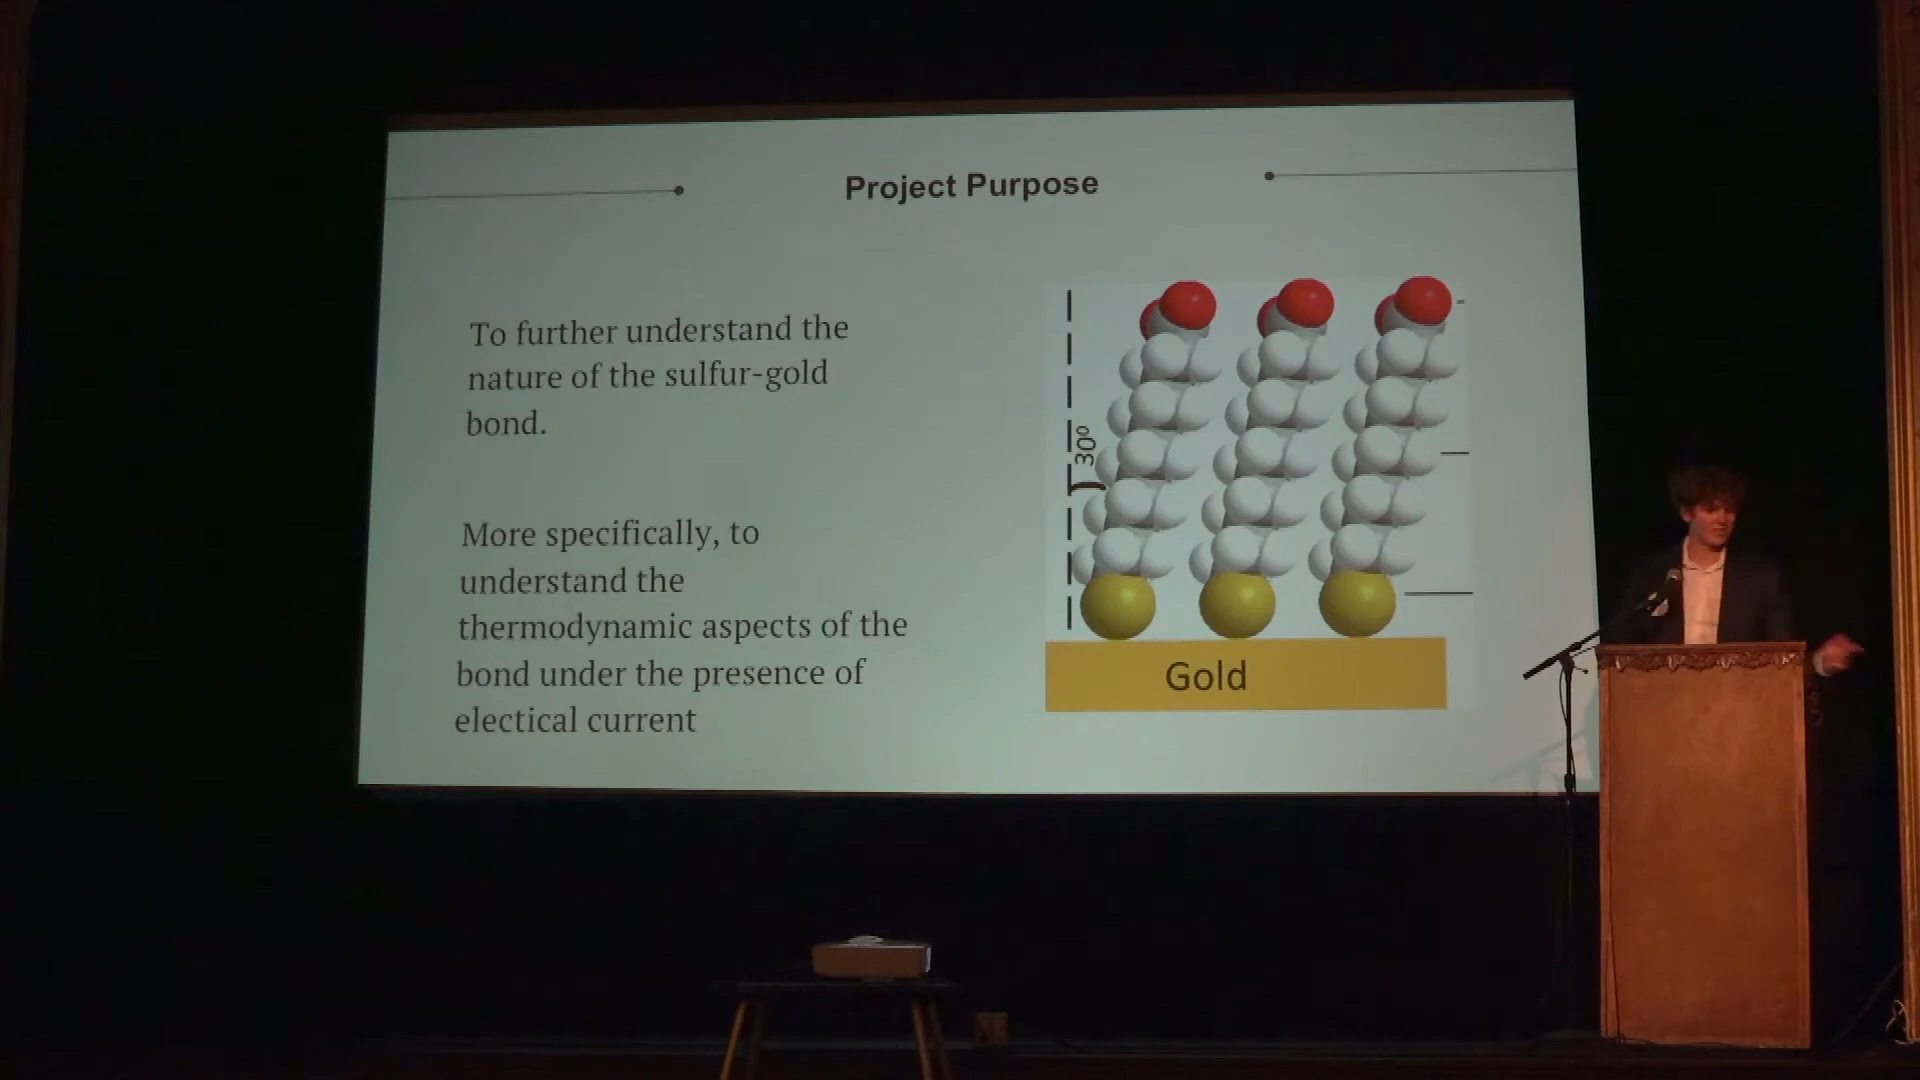 Project Purpose
To further understand the
nature of the sulfur-gold
bond.
More specifically, to
understand the
thermodynamic aspects of the
bond under the presence of
electical current
30º
Gold